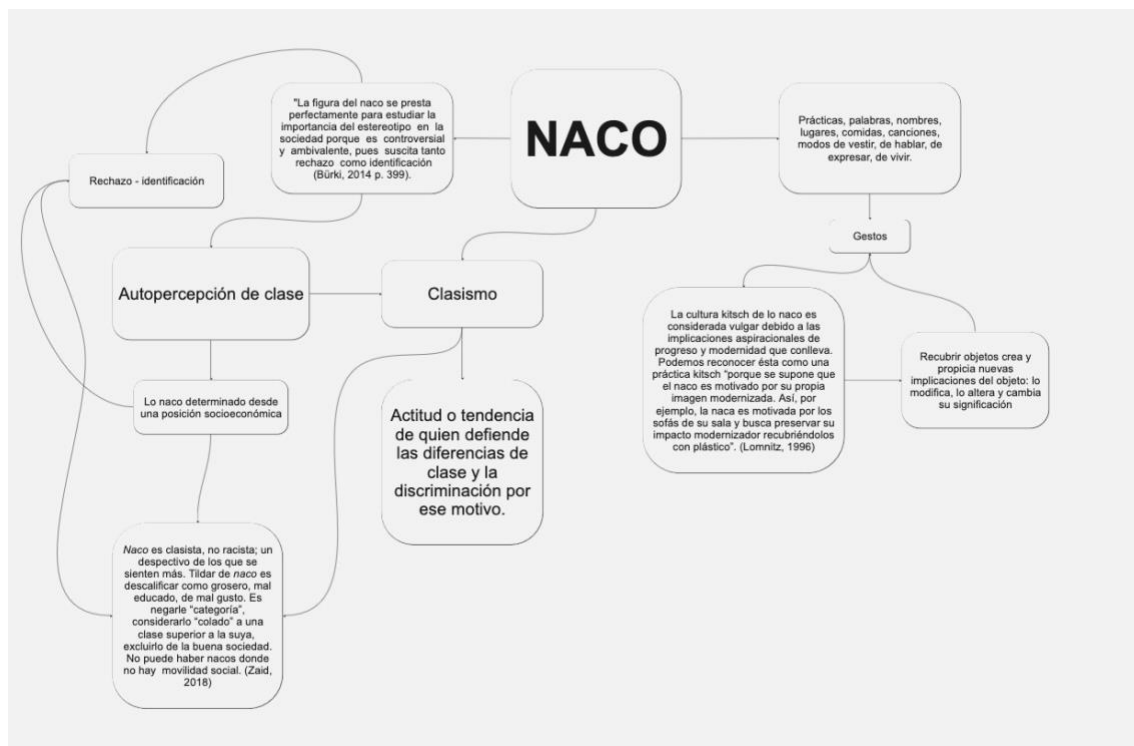 NACO
"La figura del naco se presta
perfectamente para estudiar la
importancia del estereotipo en la
sociedad porque es controversial
y ambivalente, pues suscita tanto
rechazo como identificación
(Bürki, 2014 p. 399).
Prácticas, palabras, nombres,
lugares, comidas, canciones,
modos de vestir, de hablar, de
expresar, de vivir.
Rechazo - identificación
Gestos
Autopercepción de clase
Clasismo
La cultura kitsch de lo naco es
considerada vulgar debido a las
implicaciones aspiracionales de
progreso y modernidad que conlleva.
Podemos reconocer ésta como una
práctica kitsch “porque se supone que
el naco es motivado por su propia
imagen modernizada. Así, por
ejemplo, la naca es motivada por los
sofás de su sala y busca preservar su
impacto modernizador recubriéndolos
con plástico”. (Lomnitz, 1996)
Recubrir objetos crea y
propicia nuevas
implicaciones del objeto: lo
modifica, lo altera y cambia
su significación
Lo naco determinado desde
una posición socioeconómica
Actitud o tendencia
de quien defiende
las diferencias de
clase y la
discriminación por
ese motivo.
Naco es clasista, no racista; un
despectivo de los que se
sienten más. Tildar de naco es
descalificar como grosero, mal
educado, de mal gusto. Es
negarle “categoría”,
considerarlo “colado” a una
clase superior a la suya,
excluirlo de la buena sociedad.
No puede haber nacos donde
no hay movilidad social. (Zaid,
2018)